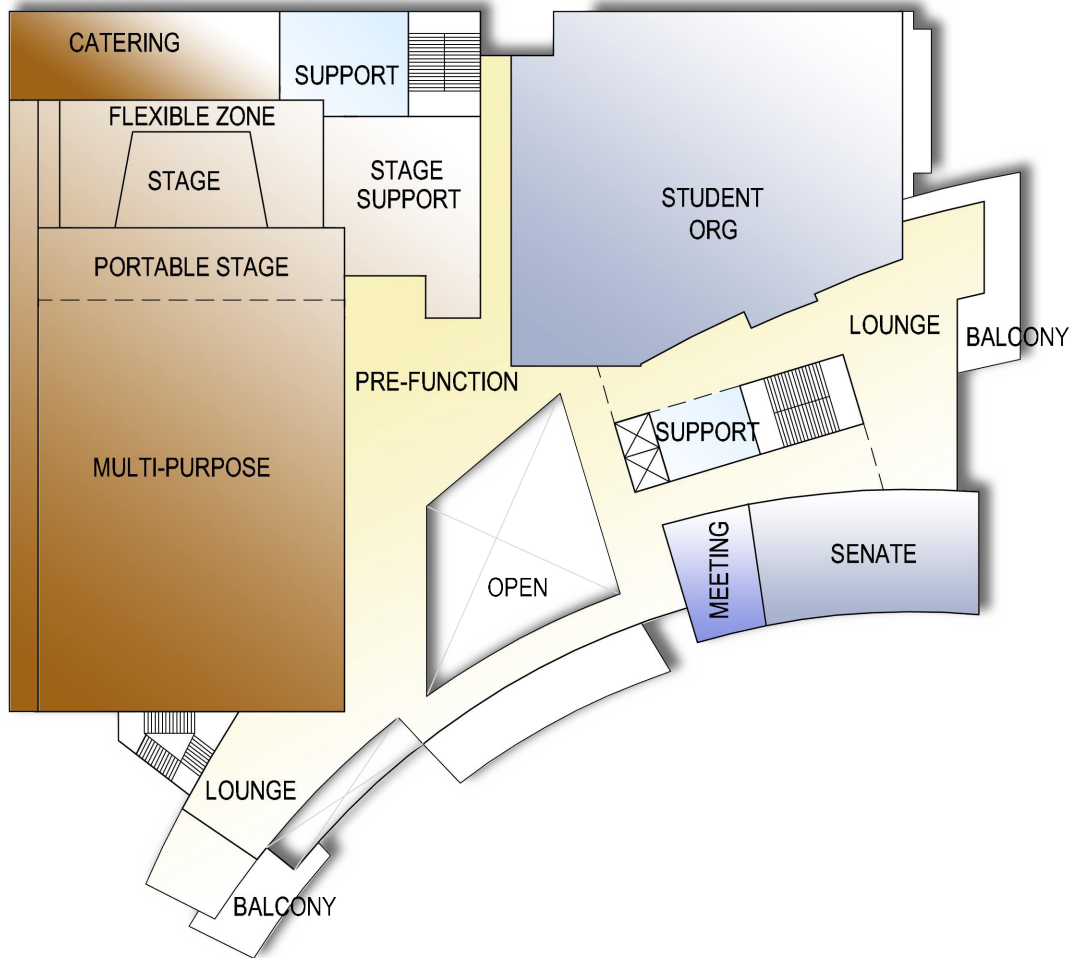 CATERING
SUPPORT
FLEXIBLE ZONE
STAGE
STAGE
SUPPORT
STUDENT
ORG
PORTABLE STAGE
LOUNGE
BALCONY
PRE-FUNCTION
SUPPORT
MULTI-PURPOSE
MEETING
SENATE
OPEN
LOUNGE
BALCONY